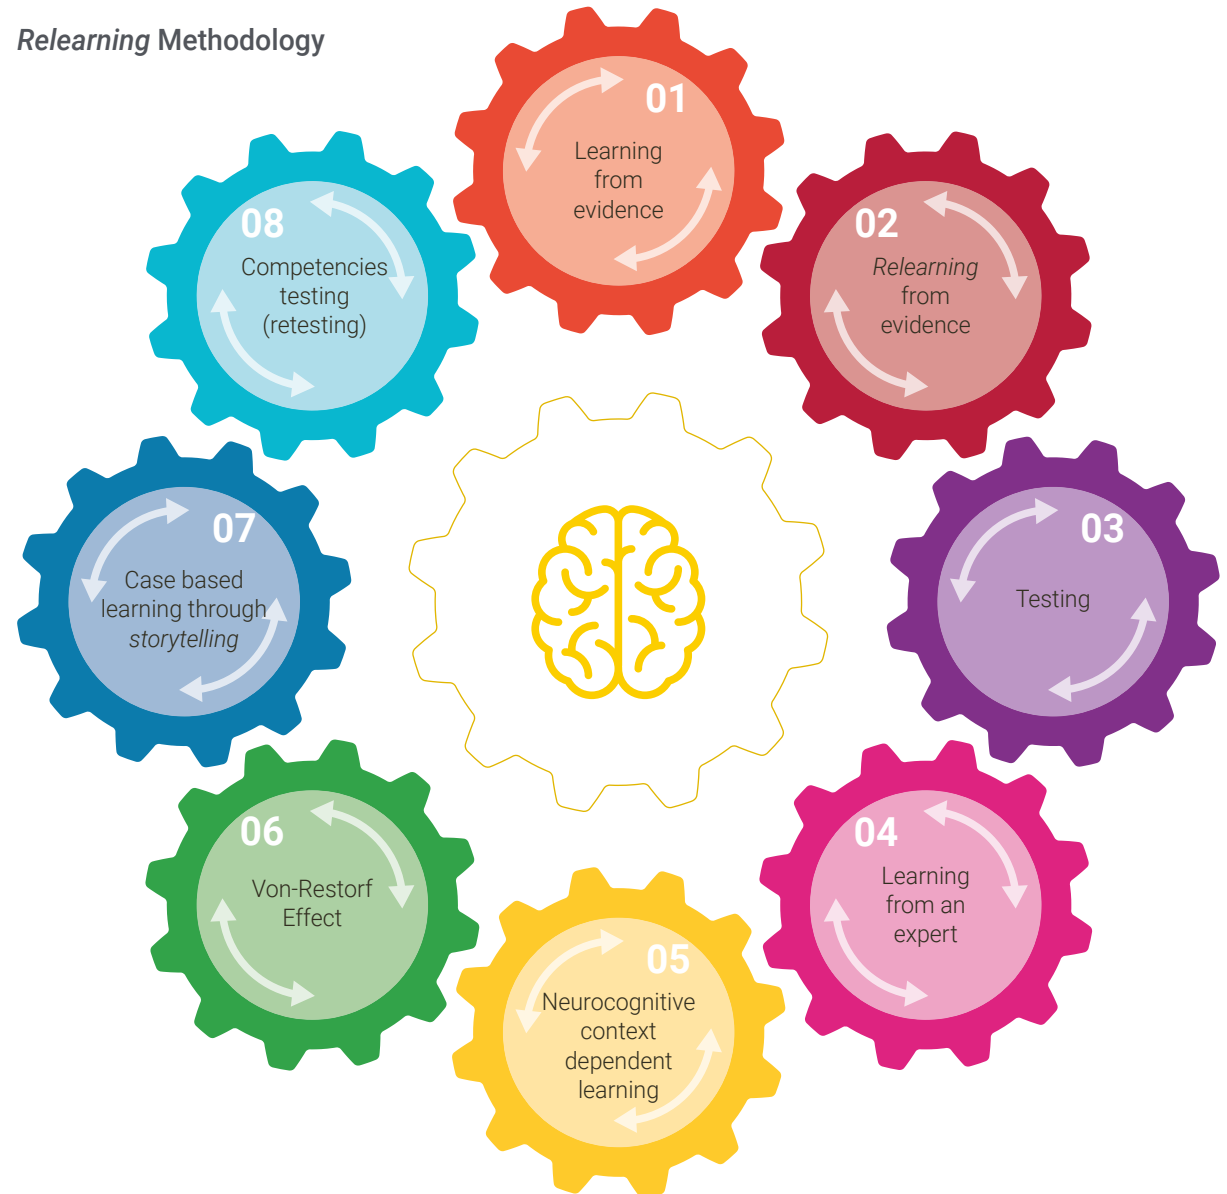 Relearning Methodology
01
Learning
from
evidence
02
Relearning
from
evidence
03
Testing
04
Learning
from an
expert
05
Neurocognitive
context
dependent
learning
06
Von-Restorf
Effect
07
Case based
learning through
storytelling
08
Competencies
testing
(retesting)